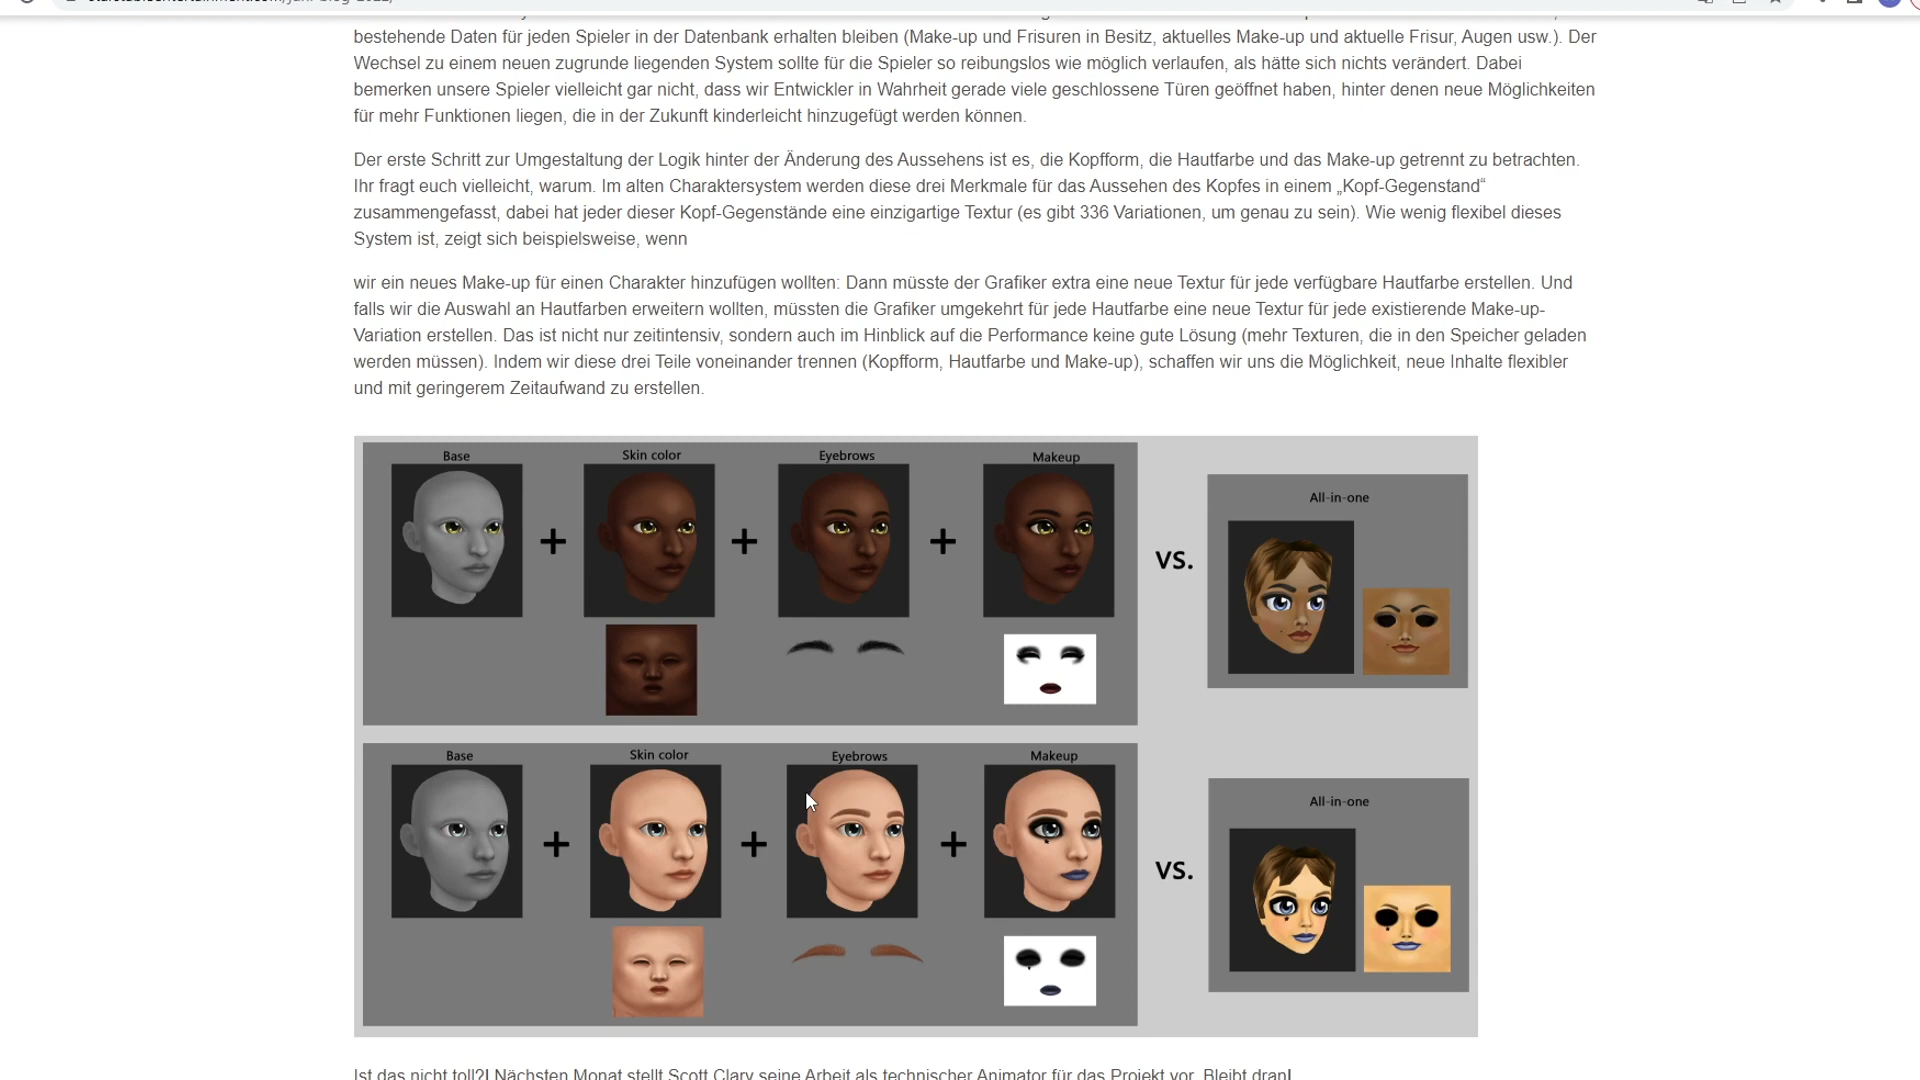 bestehende Daten für jeden Spieler in der Datenbank erhalten bleiben (Make-up und Frisuren in Besitz, aktuelles Make-up und aktuelle Frisur, Augen usw.). Der
Wechsel zu einem neuen zugrunde liegenden System sollte für die Spieler so reibungslos wie möglich verlaufen, als hätte sich nichts verändert. Dabei
bemerken unsere Spieler vielleicht gar nicht, dass wir Entwickler in Wahrheit gerade viele geschlossene Türen geöffnet haben, hinter denen neue Möglichkeiten
für mehr Funktionen liegen, die in der Zukunft kinderleicht hinzugefügt werden können.
Der erste Schritt zur Umgestaltung der Logik hinter der Änderung des Aussehens ist es, die Kopfform, die Hautfarbe und das Make-up getrennt zu betrachten.
Ihr fragt euch vielleicht, warum. Im alten Charaktersystem werden diese drei Merkmale für das Aussehen des Kopfes in einem „Kopf-Gegenstand“
zusammengefasst, dabei hat jeder dieser Kopf-Gegenstände eine einzigartige Textur (es gibt 336 Variationen, um genau zu sein). Wie wenig flexibel dieses
System ist, zeigt sich beispielsweise, wenn
wir ein neues Make-up für einen Charakter hinzufügen wollten: Dann müsste der Grafiker extra eine neue Textur für jede verfügbare Hautfarbe erstellen. Und
falls wir die Auswahl an Hautfarben erweitern wollten, müssten die Grafiker umgekehrt für jede Hautfarbe eine neue Textur für jede existierende Make-up-
Variation erstellen. Das ist nicht nur zeitintensiv, sondern auch im Hinblick auf die Performance keine gute Lösung (mehr Texturen, die in den Speicher geladen
werden müssen). Indem wir diese drei Teile voneinander trennen (Kopfform, Hautfarbe und Make-up), schaffen wir uns die Möglichkeit, neue Inhalte flexibler
und mit geringerem Zeitaufwand zu erstellen.
Base + Skin color + Eyebrows + Makeup vs. All-in-one
Base + Skin color + Eyebrows + Makeup vs. All-in-one
Ist das nicht toll?! Nächsten Monat stellt Scott Clary seine Arbeit als technischer Animator für das Projekt vor. Bleibt dran!